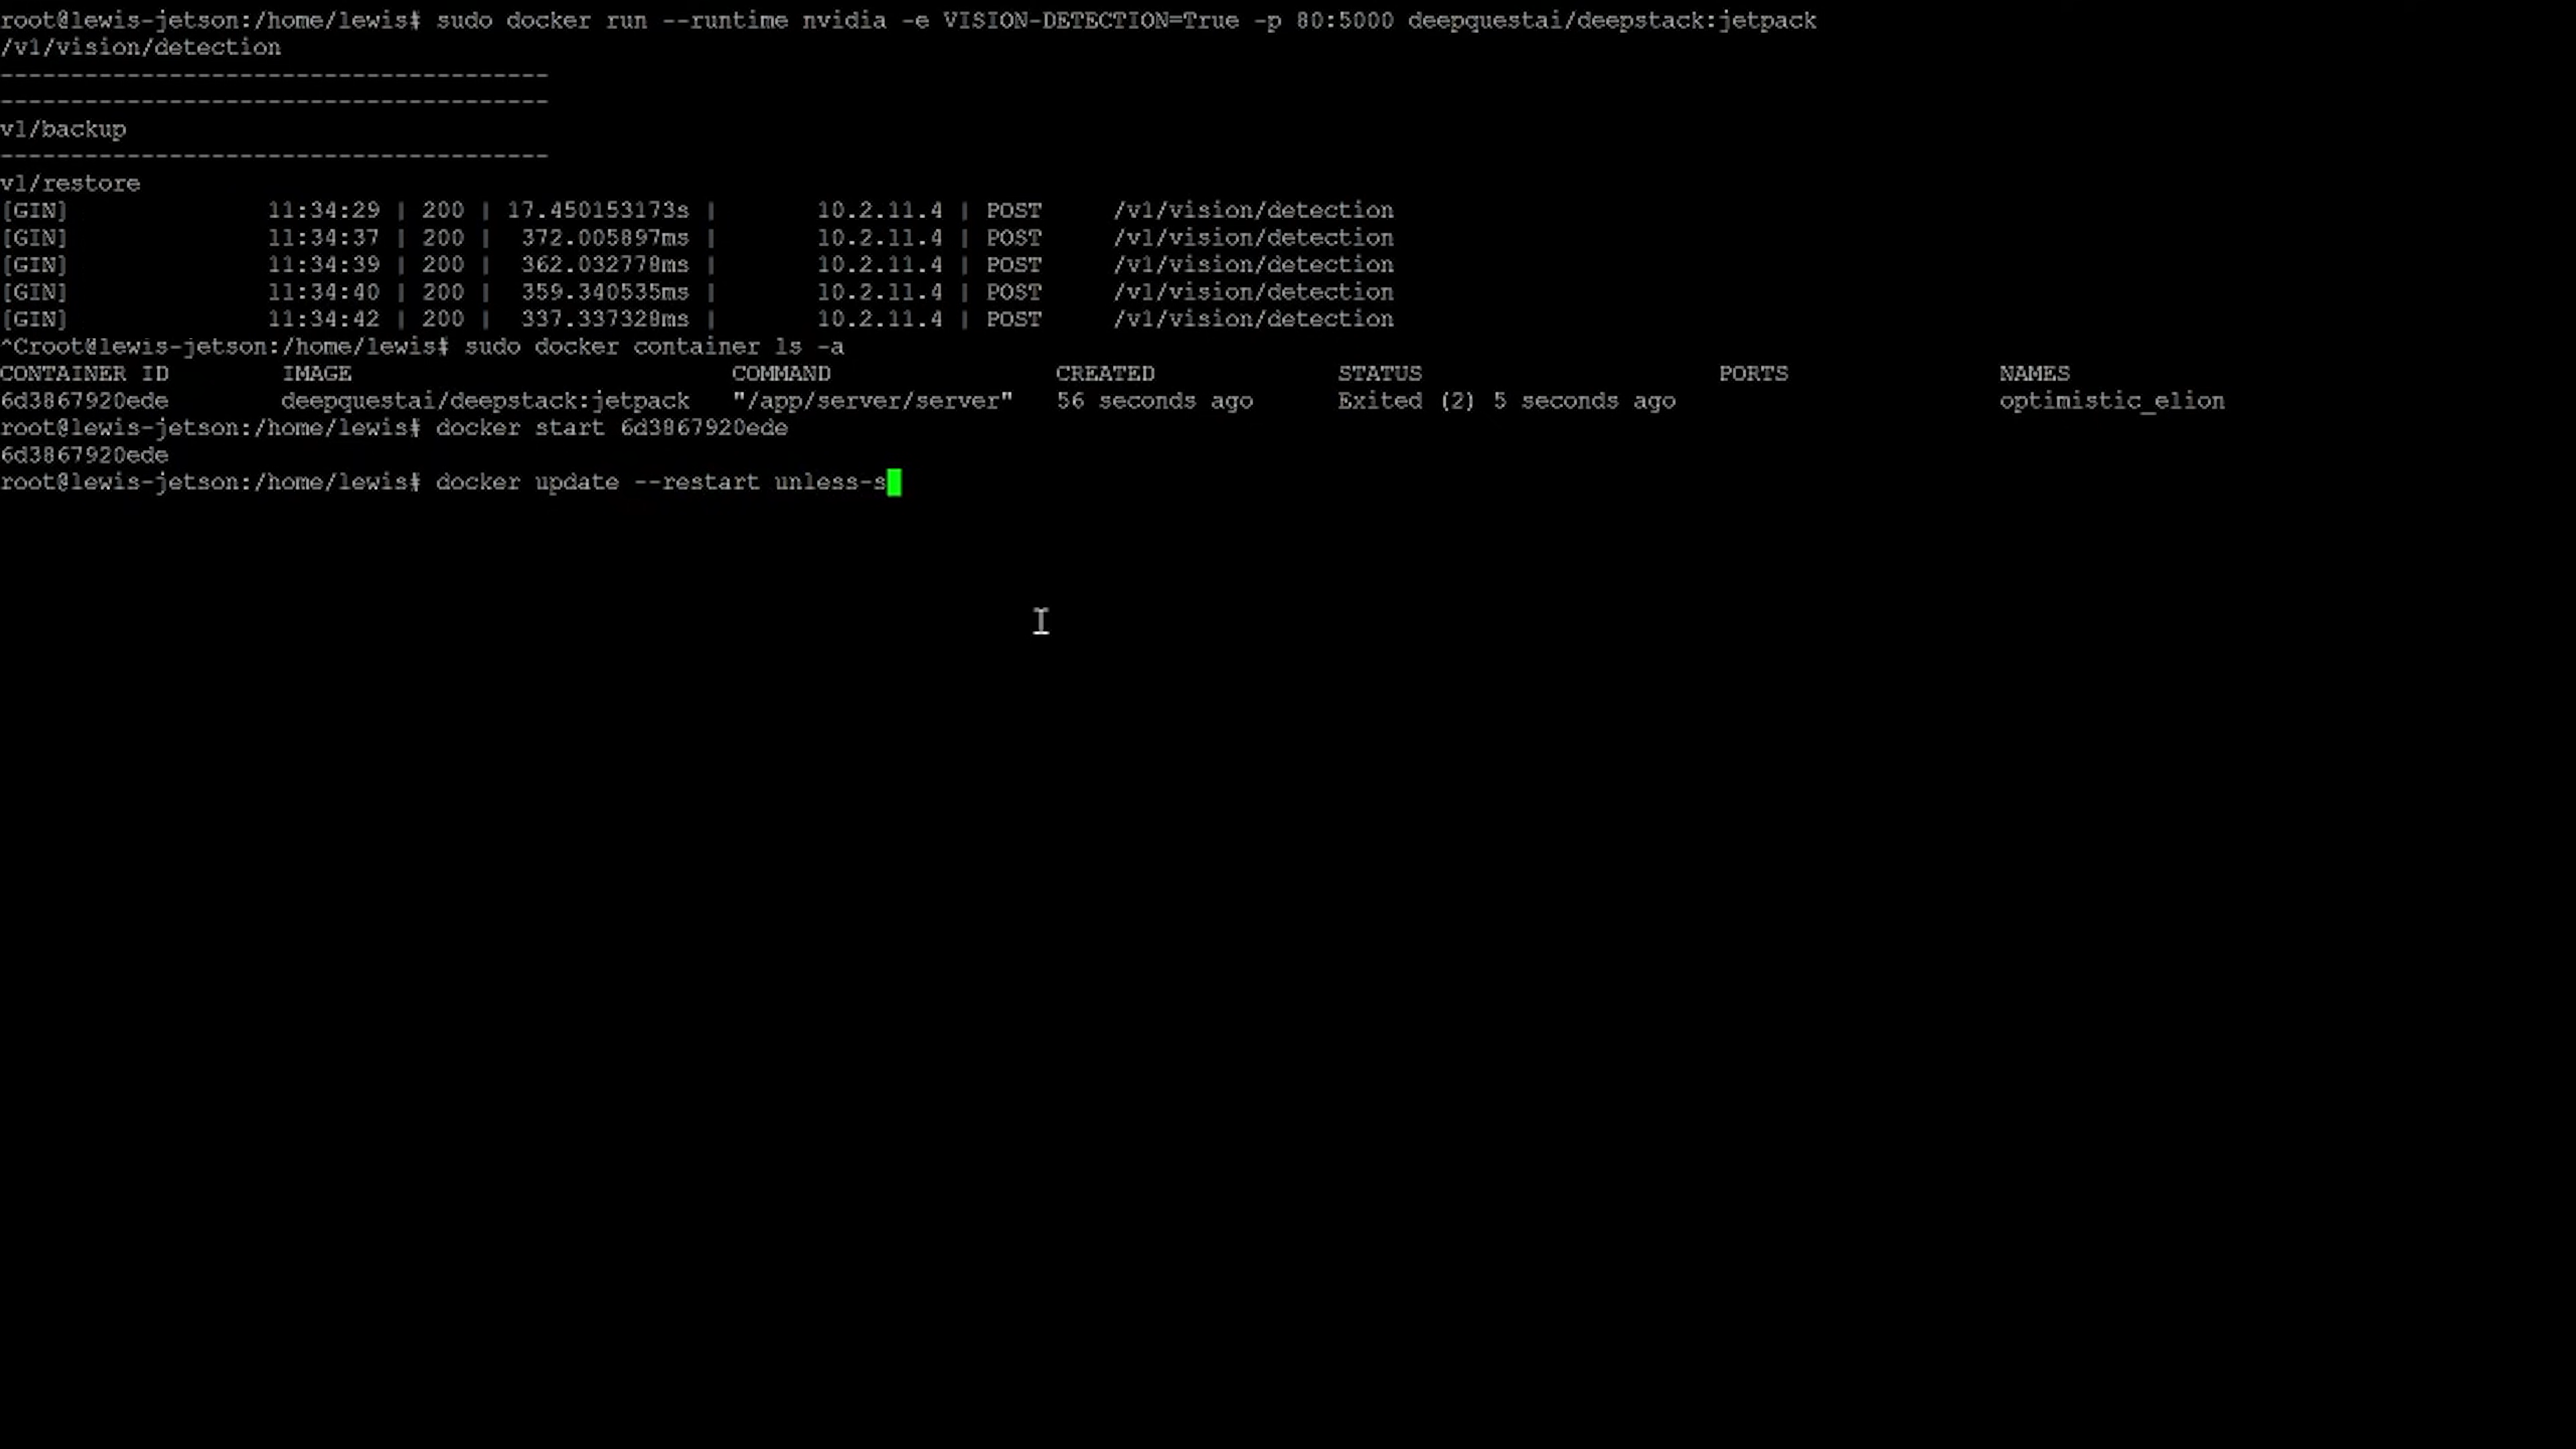 root@lewis-jetson:/home/lewis# sudo docker run --runtime nvidia -e VISION-DETECTION=True -p 80:5000 deepquestai/deepstack:jetpack
/v1/vision/detection
---------------------------------------
---------------------------------------
v1/backup
---------------------------------------
v1/restore
[GIN] 11:34:29 | 200 | 17.450153173s | 10.2.11.4 | POST /v1/vision/detection
[GIN] 11:34:37 | 200 | 372.005897ms | 10.2.11.4 | POST /v1/vision/detection
[GIN] 11:34:39 | 200 | 362.032778ms | 10.2.11.4 | POST /v1/vision/detection
[GIN] 11:34:40 | 200 | 359.340535ms | 10.2.11.4 | POST /v1/vision/detection
[GIN] 11:34:42 | 200 | 337.337328ms | 10.2.11.4 | POST /v1/vision/detection
^Croot@lewis-jetson:/home/lewis# sudo docker container ls -a
CONTAINER ID IMAGE COMMAND CREATED STATUS PORTS NAMES
6d3867920ede deepquestai/deepstack:jetpack "/app/server/server" 56 seconds ago Exited (2) 5 seconds ago optimistic_elion
root@lewis-jetson:/home/lewis# docker start 6d3867920ede
6d3867920ede
root@lewis-jetson:/home/lewis# docker update --restart unless-s